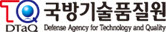 TQ
DTaQ
국방기술품질원
Defense Agency for Technology and Quality